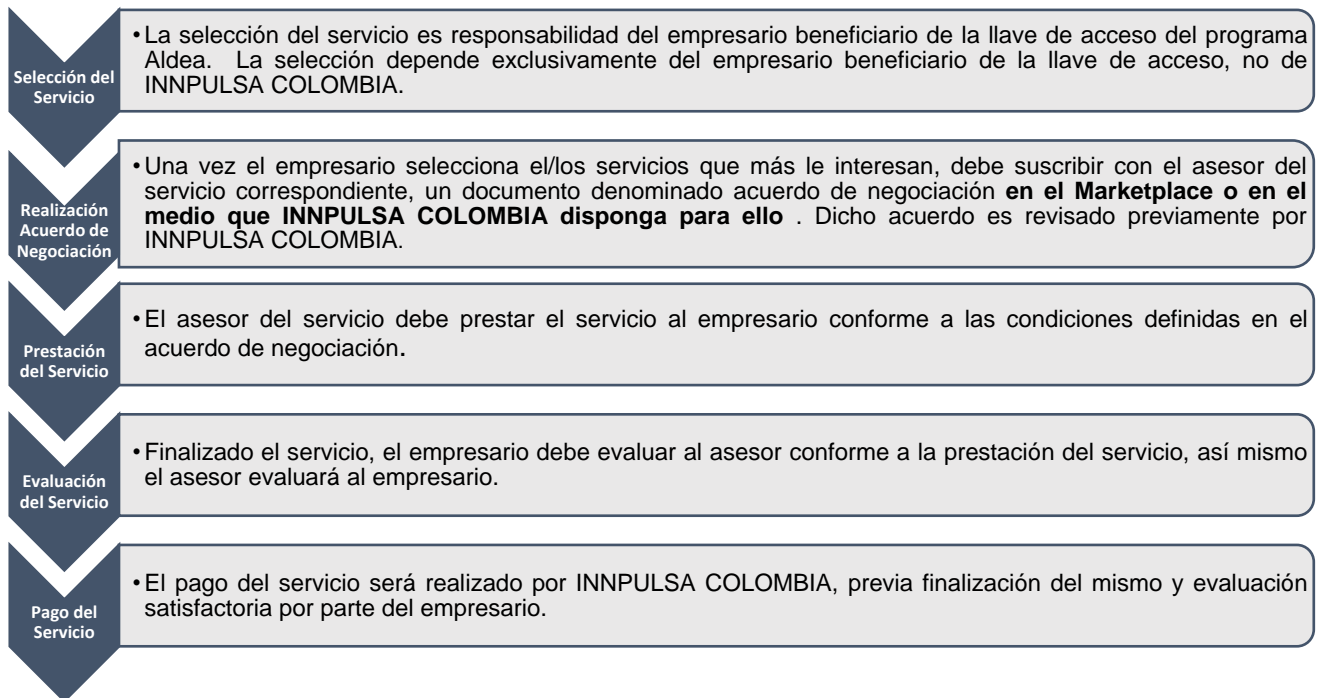 Selección del
Servicio
•La selección del servicio es responsabilidad del empresario beneficiario de la llave de acceso del programa
Aldea. La selección depende exclusivamente del empresario beneficiario de la llave de acceso, no de
INNPULSA COLOMBIA.
Realización
Acuerdo de
Negociación
•Una vez el empresario selecciona el/los servicios que más le interesan, debe suscribir con el asesor del
servicio correspondiente, un documento denominado acuerdo de negociación en el Marketplace o en el
medio que INNPULSA COLOMBIA disponga para ello . Dicho acuerdo es revisado previamente por
INNPULSA COLOMBIA.
Prestación
del Servicio
•El asesor del servicio debe prestar el servicio al empresario conforme a las condiciones definidas en el
acuerdo de negociación.
Evaluación
del Servicio
•Finalizado el servicio, el empresario debe evaluar al asesor conforme a la prestación del servicio, así mismo
el asesor evaluará al empresario.
Pago del
Servicio
•El pago del servicio será realizado por INNPULSA COLOMBIA, previa finalización del mismo y evaluación
satisfactoria por parte del empresario.